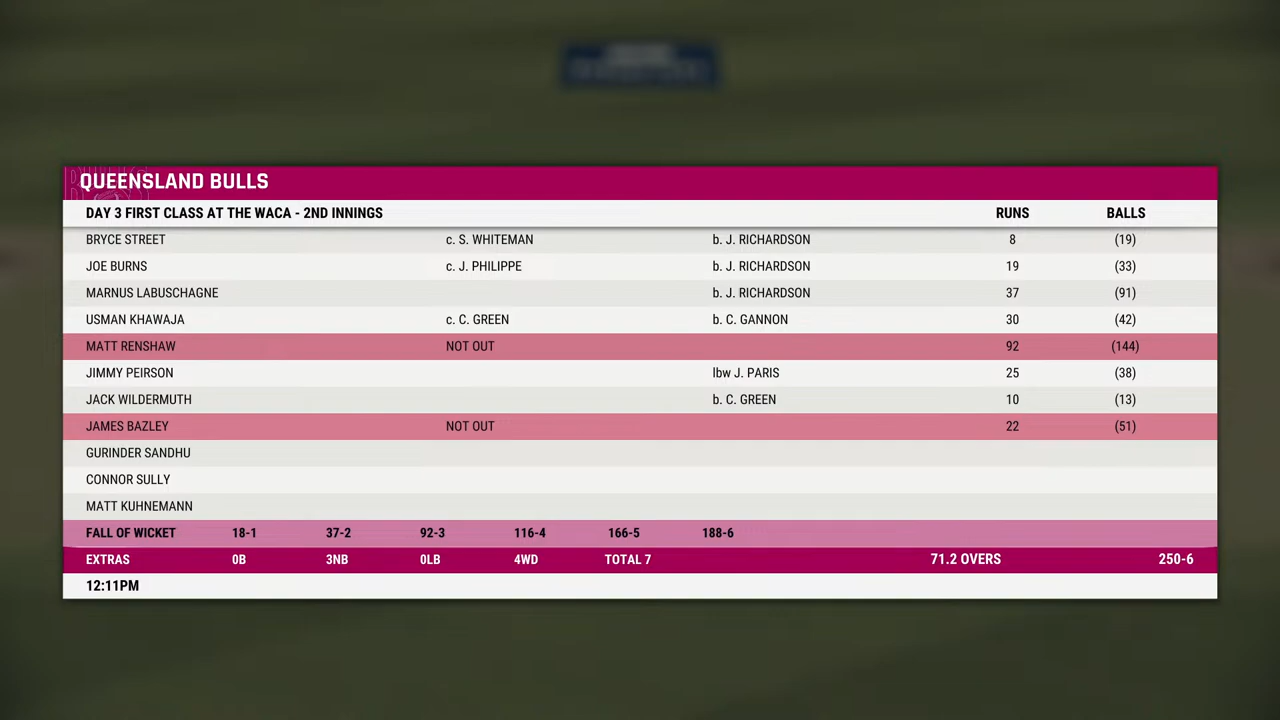 QUEENSLAND BULLS
DAY 3 FIRST CLASS AT THE WACA - 2ND INNINGS RUNS BALLS
BRYCE STREET c. S. WHITEMAN b. J. RICHARDSON 8 (19)
JOE BURNS c. J. PHILIPPE b. J. RICHARDSON 19 (33)
MARNUS LABUSCHAGNE b. J. RICHARDSON 37 (91)
USMAN KHAWAJA c. C. GREEN b. C. GANNON 30 (42)
MATT RENSHAW NOT OUT 92 (144)
JIMMY PEIRSON lbw J. PARIS 25 (38)
JACK WILDERMUTH b. C. GREEN 10 (13)
JAMES BAZLEY NOT OUT 22 (51)
GURINDER SANDHU
CONNOR SULLY
MATT KUHNEMANN
FALL OF WICKET 18-1 37-2 92-3 116-4 166-5 188-6
EXTRAS 0B 3NB 0LB 4WD TOTAL 7 71.2 OVERS 250-6
12:11PM